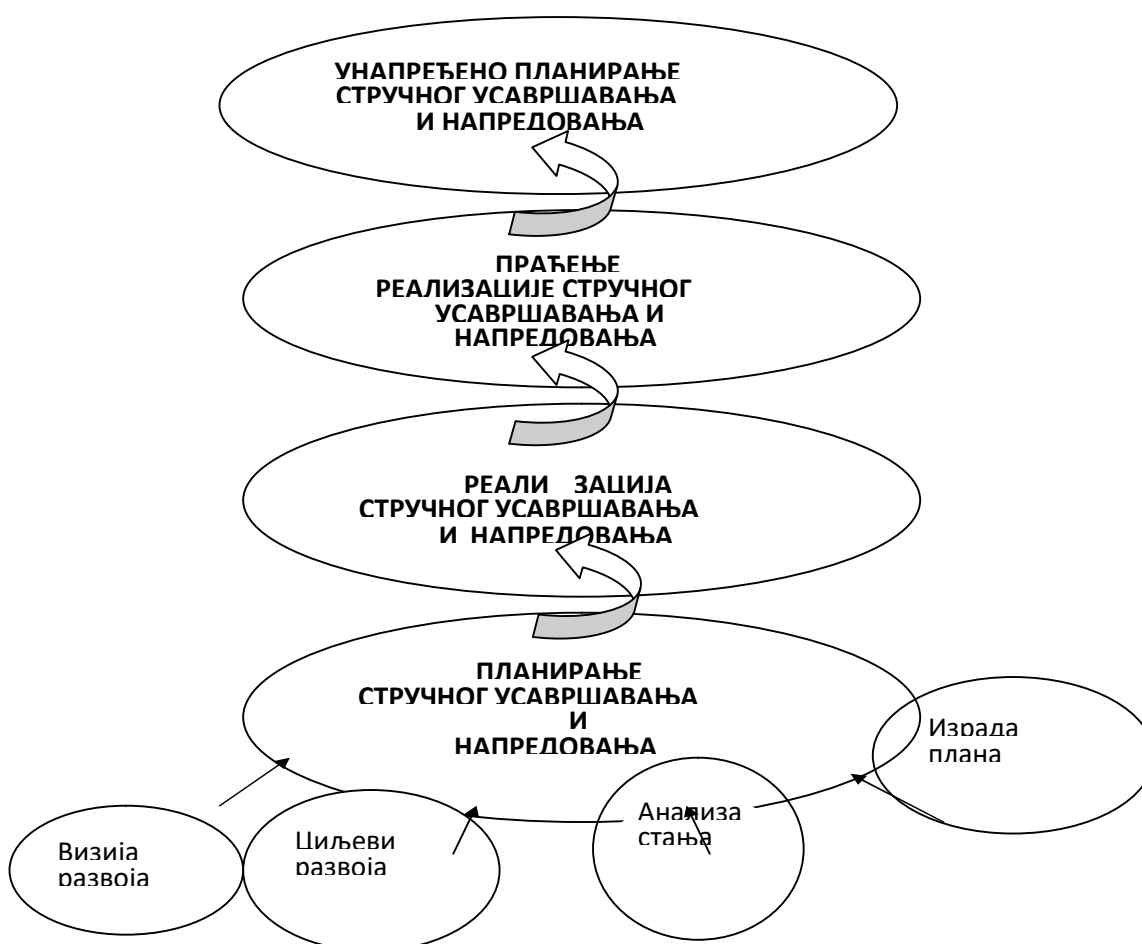 УНАПРЕЂЕНО ПЛАНИРАЊЕ
СТРУЧНОГ УСАВРШАВАЊА
И НАПРЕДОВАЊА
ПРАЋЕЊЕ
РЕАЛИЗАЦИЈЕ СТРУЧНОГ
УСАВРШАВАЊА И
НАПРЕДОВАЊА
РЕАЛИ ЗАЦИЈА
СТРУЧНОГ УСАВРШАВАЊА
И НАПРЕДОВАЊА
ПЛАНИРАЊЕ
СТРУЧНОГ УСАВРШАВАЊА
И
НАПРЕДОВАЊА
Израда
плана
Анализа
стања
Циљеви
развоја
Визија
развоја